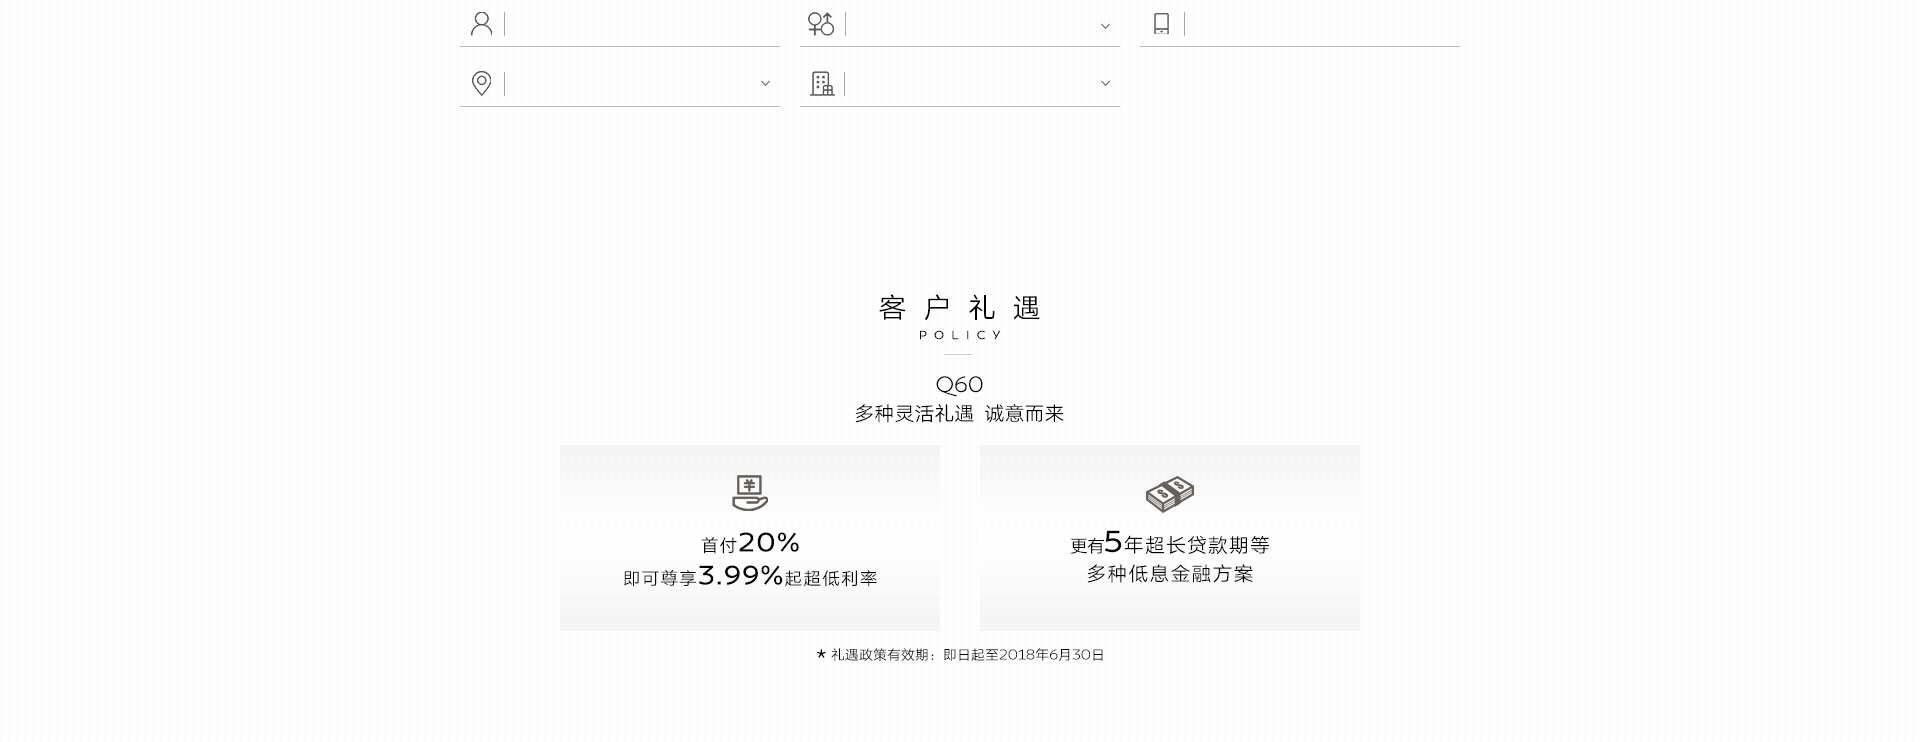 客户礼遇
POLICY
Q60
多种灵活礼遇 诚意而来
首付20%
即可尊享3.99%起超低利率
更有5年超长贷款期等
多种低息金融方案
* 礼遇政策有效期：即日起至2018年6月30日